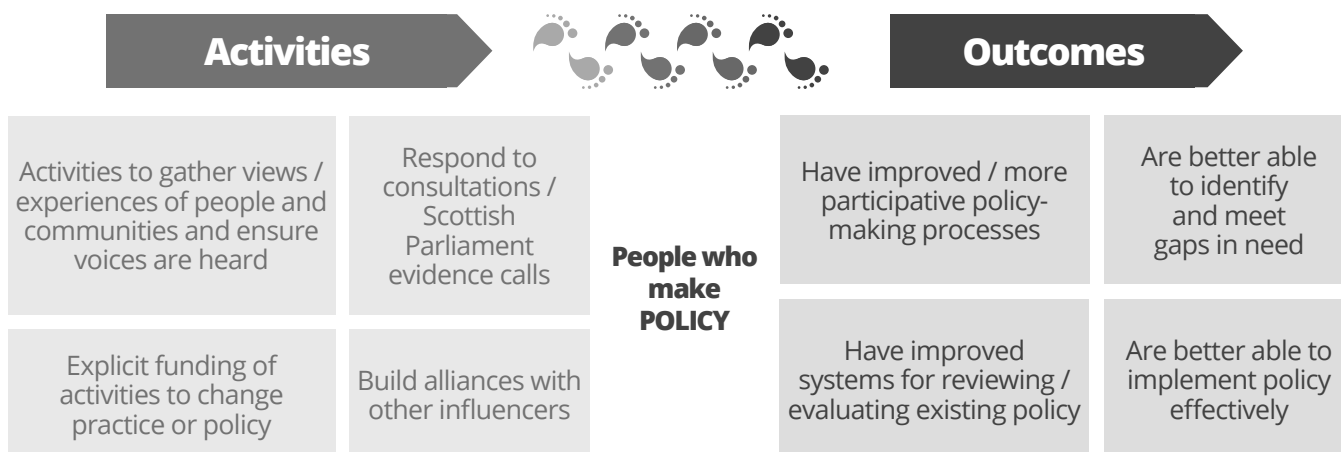 Activities
Outcomes
Activities to gather views /
experiences of people and
communities and ensure
voices are heard
Respond to
consultations /
Scottish
Parliament
evidence calls
Explicit funding of
activities to change
practice or policy
Build alliances with
other influencers
People who
make
POLICY
Have improved / more
participative policy-
making processes
Are better able
to identify
and meet
gaps in need
Have improved
systems for reviewing /
evaluating existing policy
Are better able to
implement policy
effectively